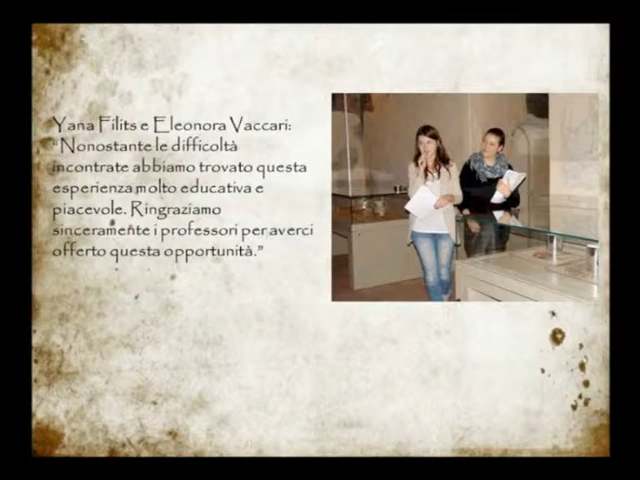 Yana Filits e Eleonora Vaccari:
“Nonostante le difficoltà
incontrate abbiamo trovato questa
esperienza molto educativa e
piacevole. Ringraziamo
sinceramente i professori per averci
offerto questa opportunità.”